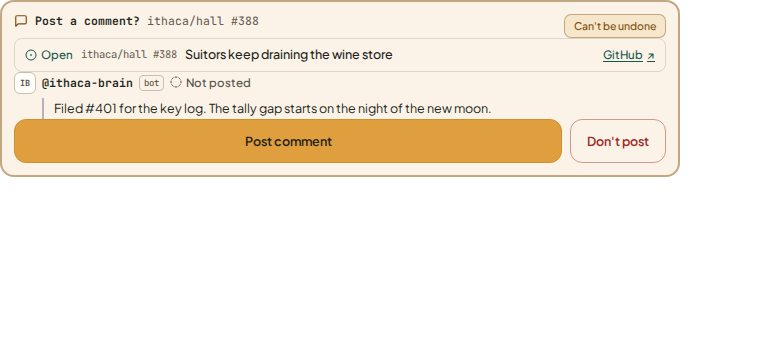 Post a comment? ithaca/hall #388
Can't be undone
Open ithaca/hall #388 Suitors keep draining the wine store GitHub ↗
IB @ithaca-brain bot Not posted
Filed #401 for the key log. The tally gap starts on the night of the new moon.
Post comment Don't post